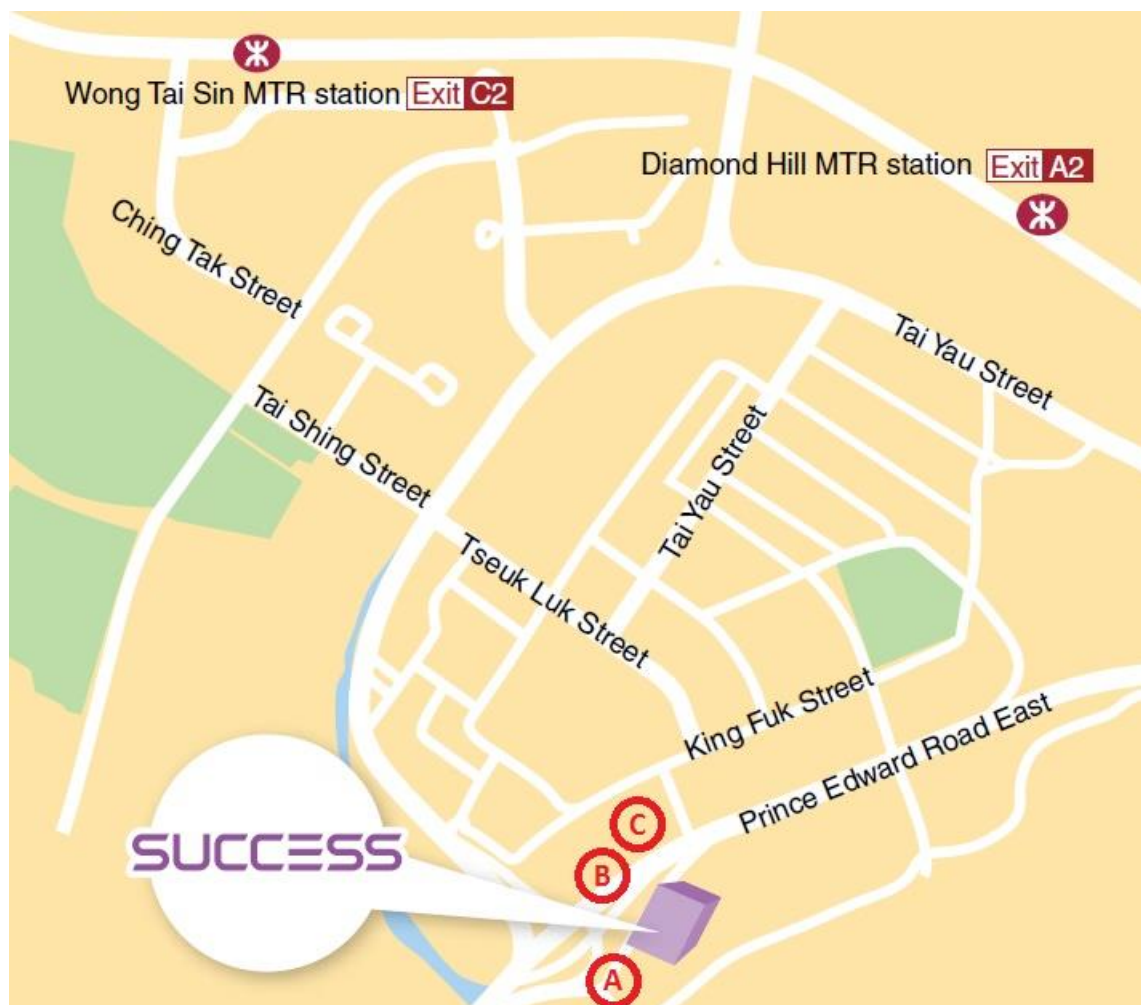 Wong Tai Sin MTR station Exit C2
Diamond Hill MTR station Exit A2
Ching Tak Street
Tai Yau Street
Tai Shing Street
Tai Yau Street
Tseuk Luk Street
King Fuk Street
Prince Edward Road East
SUCCESS
C
B
A